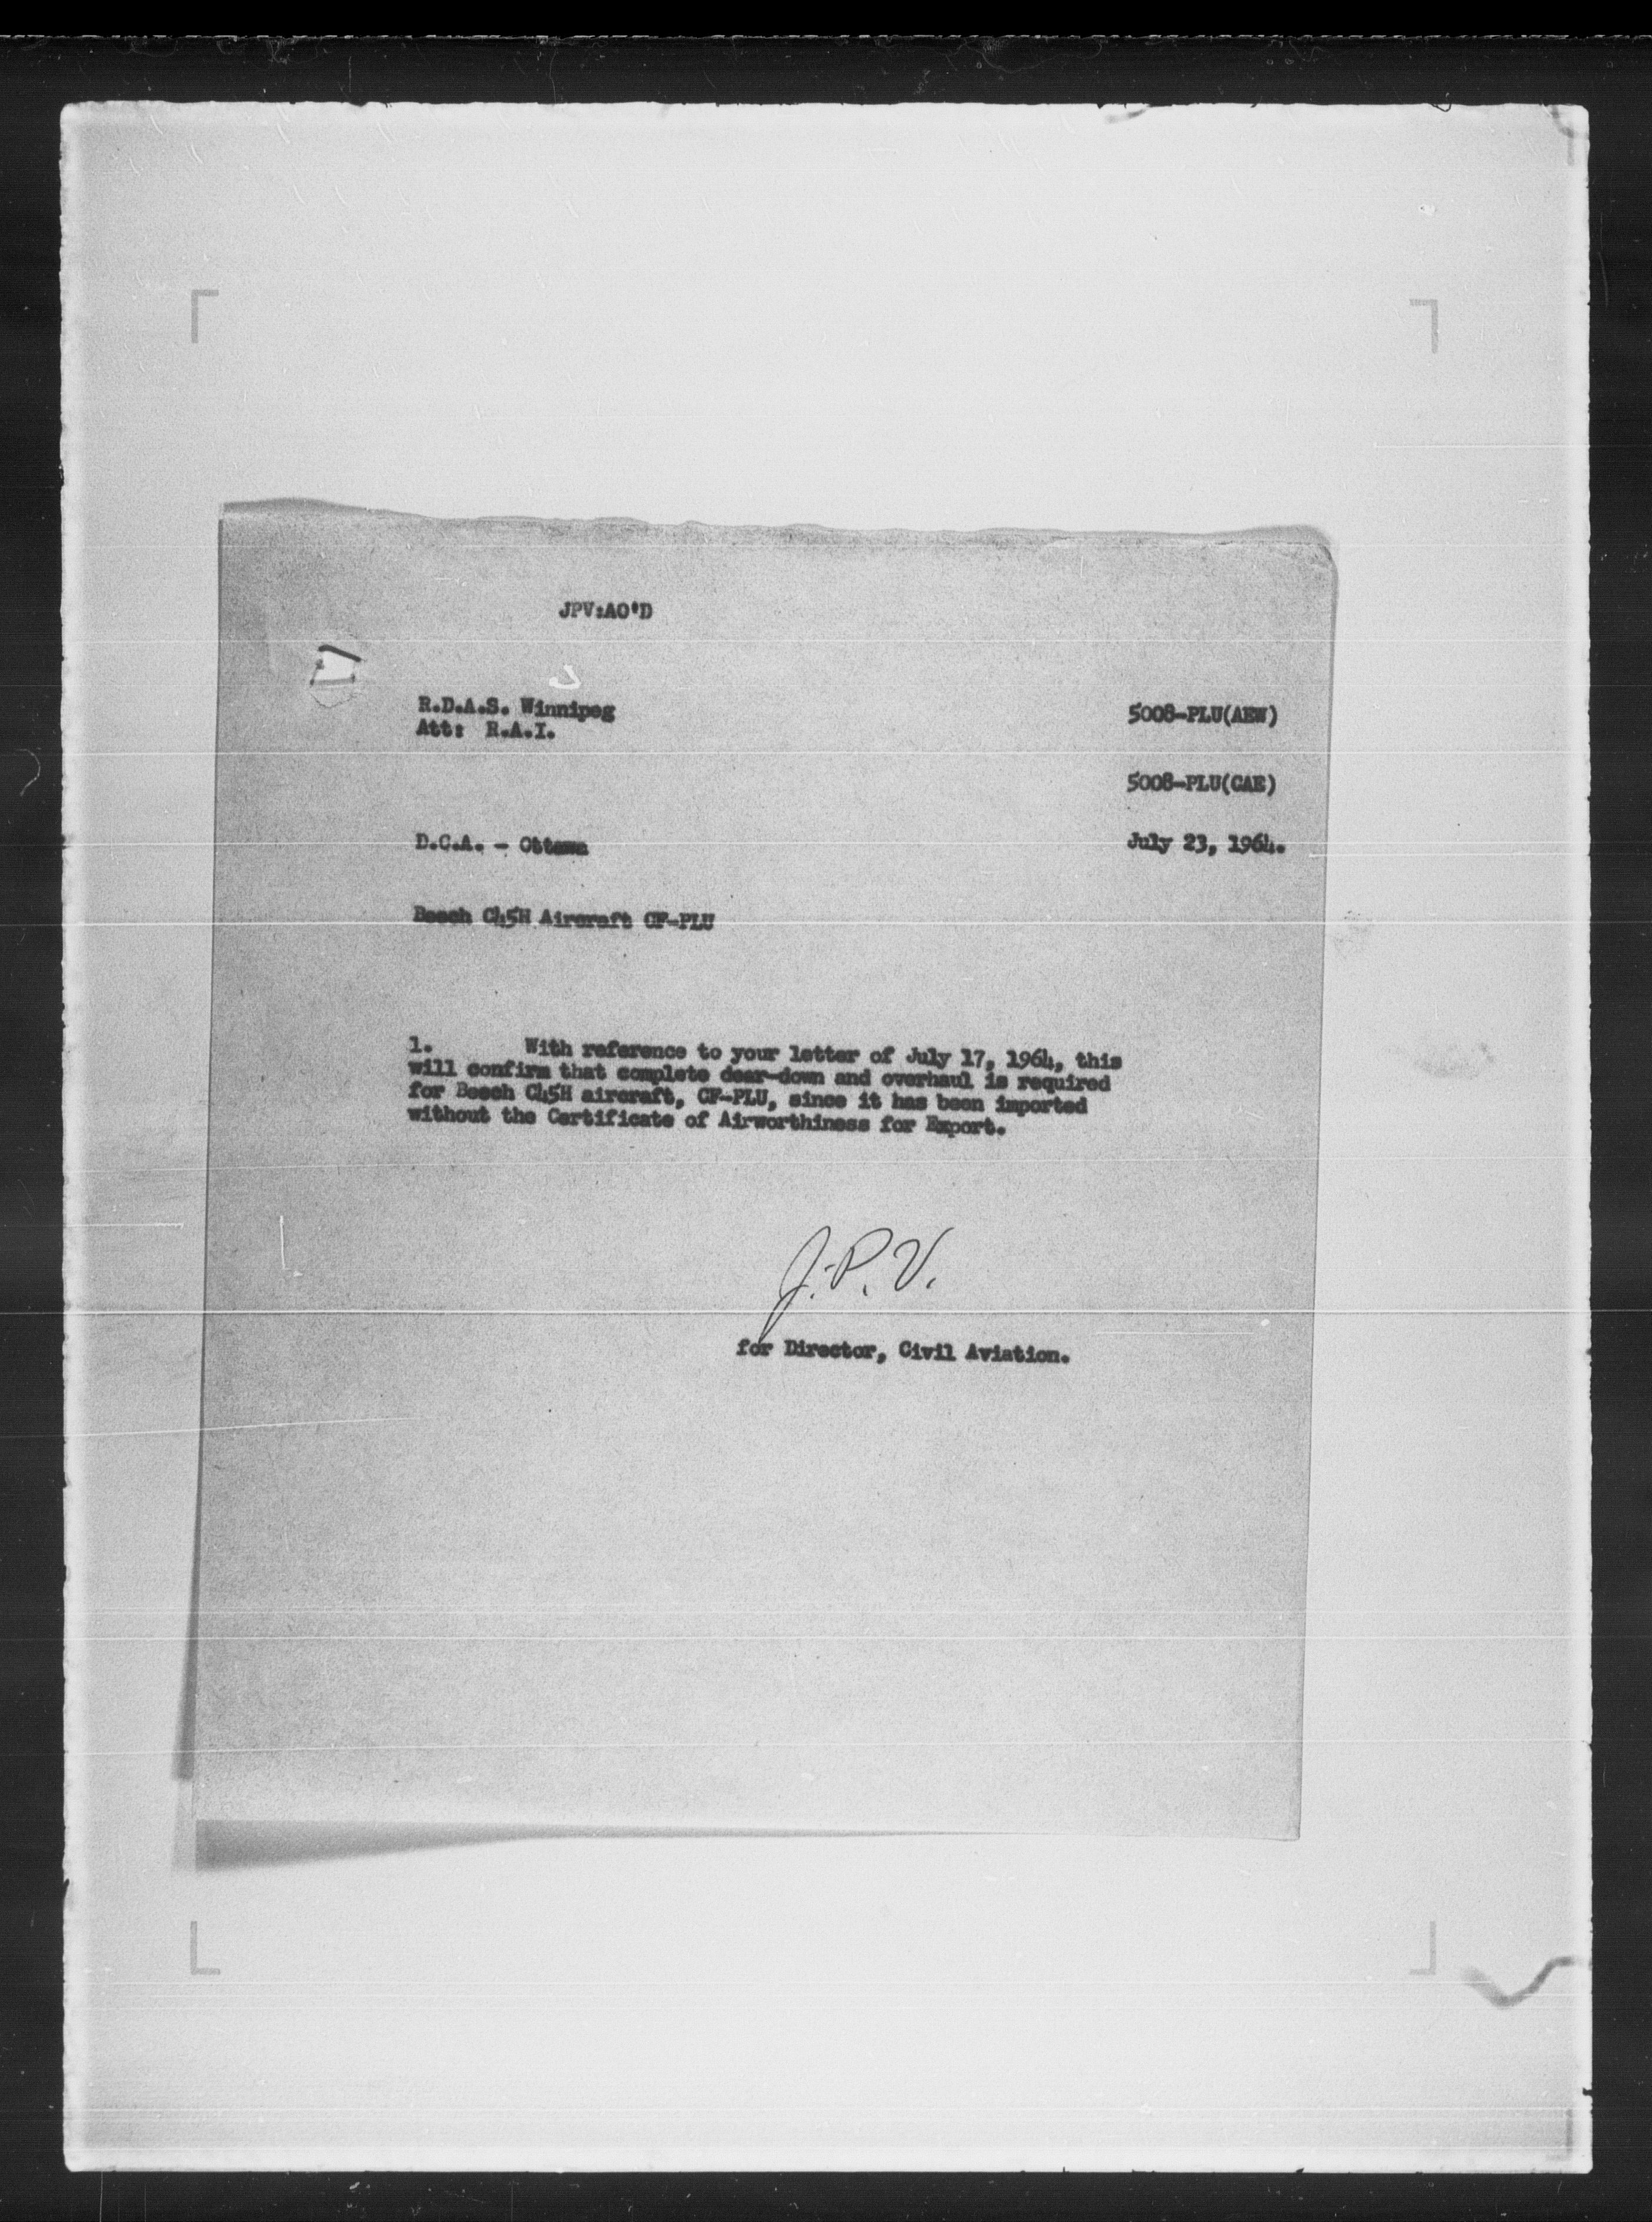 JPV:AO'D
R.D.A.S. Winnipeg
Att: R.A.I.
5008-PLU(AEW)
5008-PLU(CAE)
D.C.A. - Ottawa
July 23, 1964.
Beech C45H Aircraft CF-PLU
1. With reference to your letter of July 17, 1964, this
will confirm that complete dear-down and overhaul is required
for Beech C45H aircraft, CF-PLU, since it has been imported
without the Certificate of Airworthiness for Export.
J.P.V.
for Director, Civil Aviation.